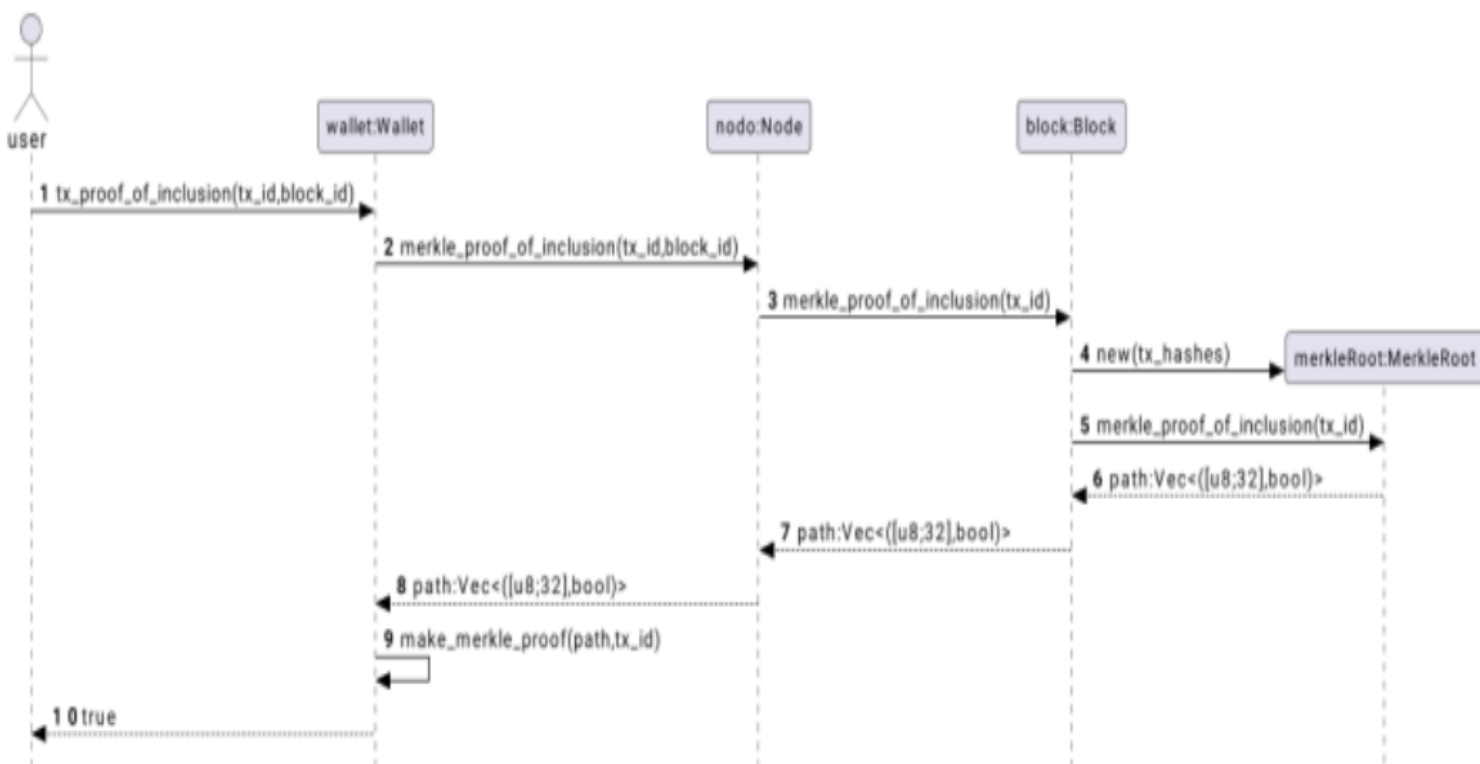 user
wallet:Wallet
nodo:Node
block:Block
1 tx_proof_of_inclusion(tx_id,block_id)
2 merkle_proof_of_inclusion(tx_id,block_id)
3 merkle_proof_of_inclusion(tx_id)
4 new(tx_hashes)
merkleRoot:MerkleRoot
5 merkle_proof_of_inclusion(tx_id)
6 path:Vec<([u8;32],bool)>
7 path:Vec<([u8;32],bool)>
8 path:Vec<([u8;32],bool)>
9 make_merkle_proof(path,tx_id)
10 true